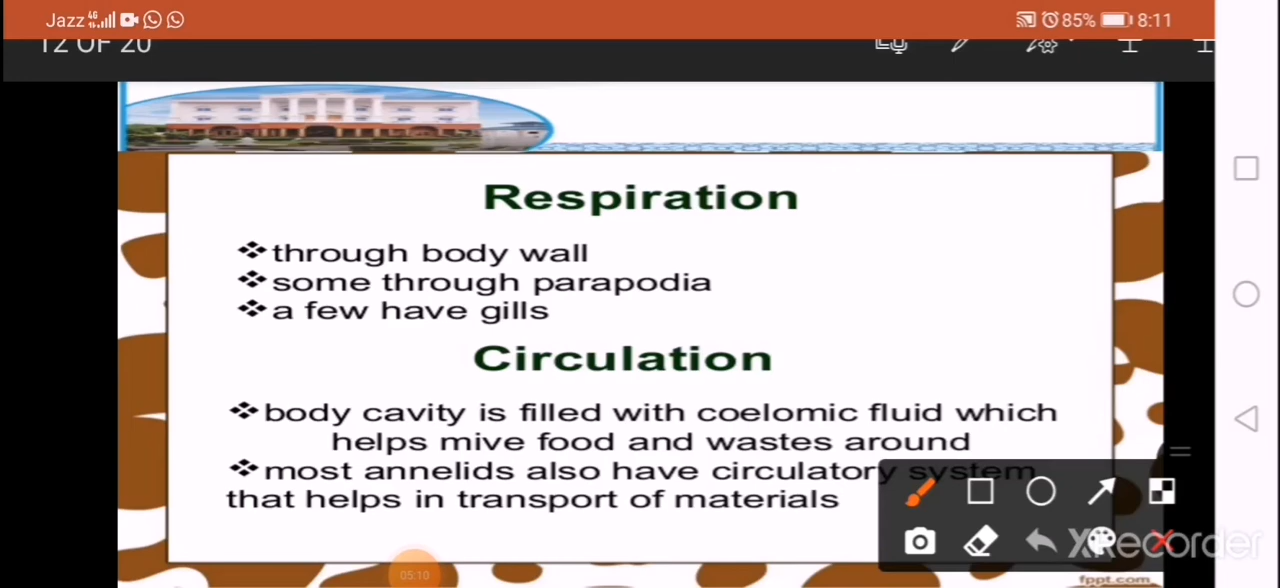 Jazz 4G 85% 8:11
12 OF 20
Respiration
❖through body wall
❖some through parapodia
❖a few have gills
Circulation
❖body cavity is filled with coelomic fluid which
helps mive food and wastes around
❖most annelids also have circulatory system
that helps in transport of materials
XRecorder
05:10
fppt.com